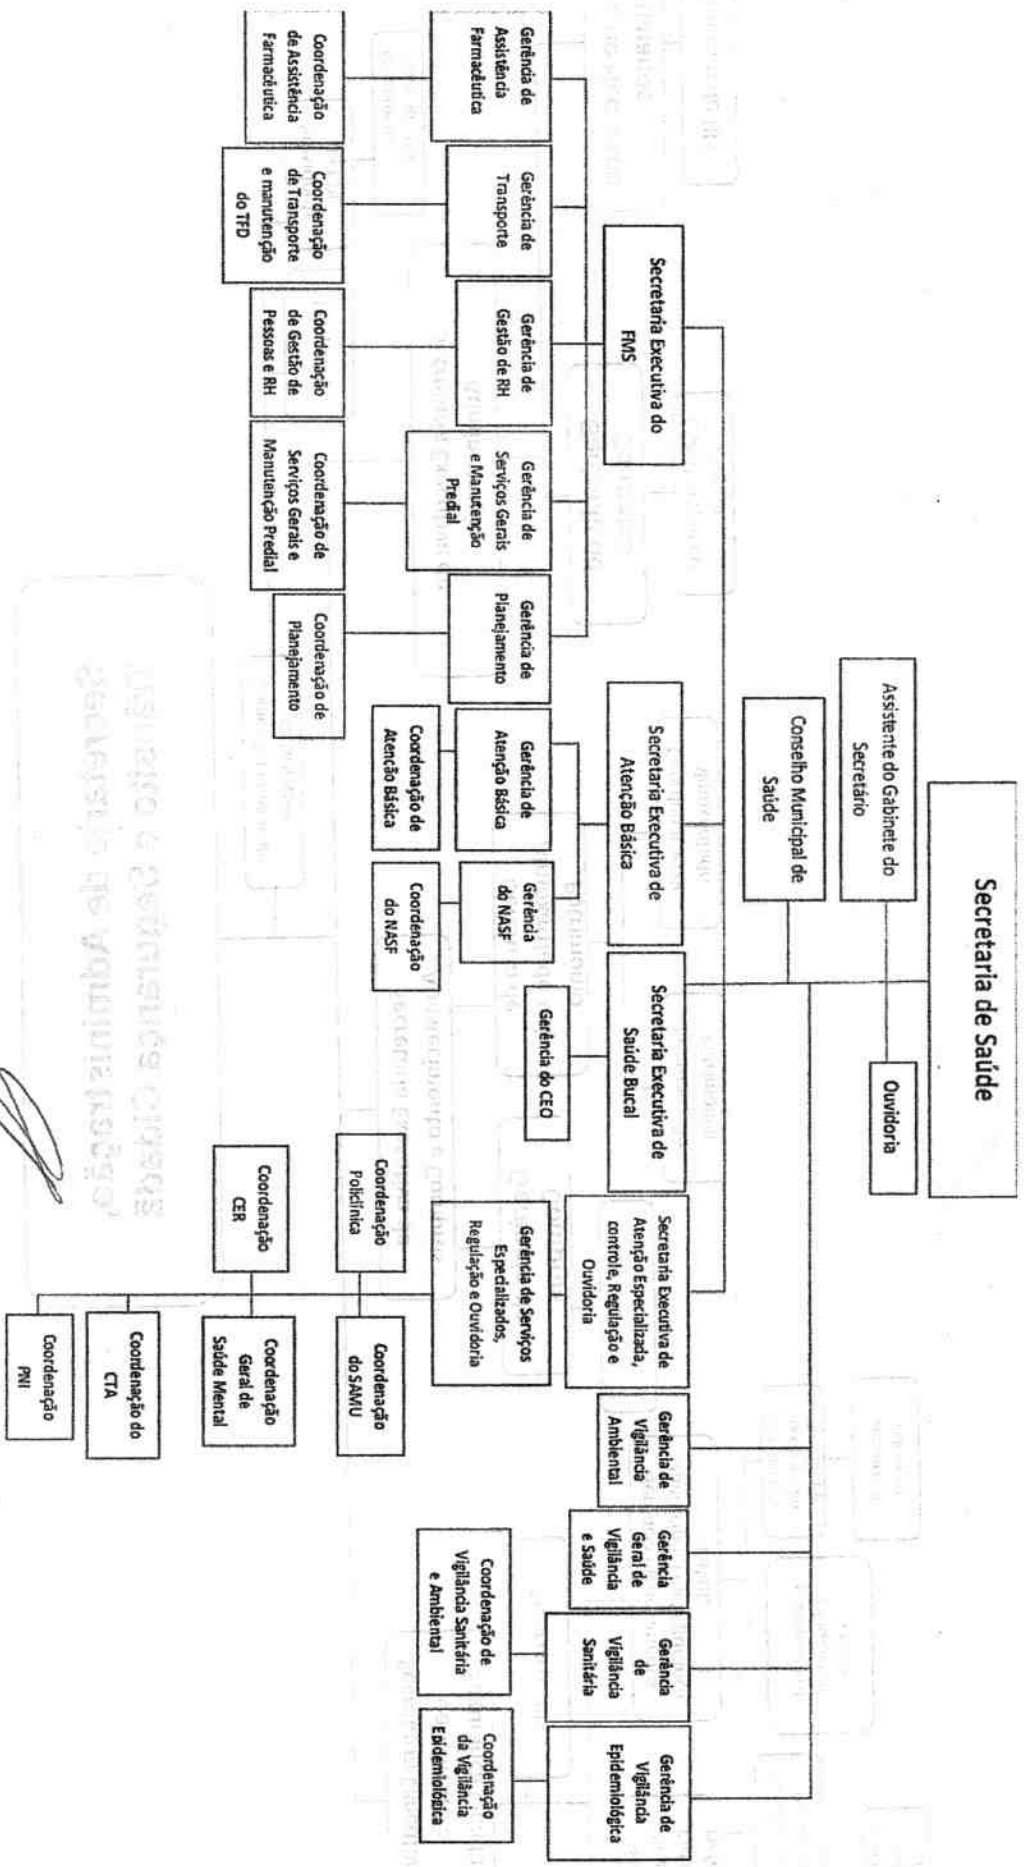 Secretaria de Saúde
Assistente do Gabinete do
Secretário
Ouvidoria
Conselho Municipal de
Saúde
Secretaria Executiva do
FMS
Secretaria Executiva de
Atenção Básica
Secretaria Executiva de
Saúde Bucal
Secretaria Executiva de
Atenção Especializada,
controle, Regulação e
Ouvidoria
Gerência de
Vigilância
Ambiental
Gerência
Geral de
Vigilância
e Saúde
Gerência
de
Vigilância
Sanitária
Gerência de
Vigilância
Epidemiológica
Gerência de
Assistência
Farmacêutica
Gerência de
Transporte
Gerência de
Gestão de RH
Gerência de
Serviços Gerais
e Manutenção
Predial
Gerência de
Planejamento
Gerência de
Atenção Básica
Gerência
do NASF
Gerência do CEO
Gerência de Serviços
Especializados,
Regulação e Ouvidoria
Coordenação de
Vigilância Sanitária
e Ambiental
Coordenação
da Vigilância
Epidemiológica
Coordenação
de Assistência
Farmacêutica
Coordenação
de Transporte
e manutenção
do TFD
Coordenação
de Gestão de
Pessoas e RH
Coordenação de
Serviços Gerais e
Manutenção Predial
Coordenação de
Planejamento
Coordenação de
Atenção Básica
Coordenação
do NASF
Coordenação
Policlínica
Coordenação
do SAMU
Coordenação
CER
Coordenação
Geral de
Saúde Mental
Coordenação do
CTA
Coordenação
PNI